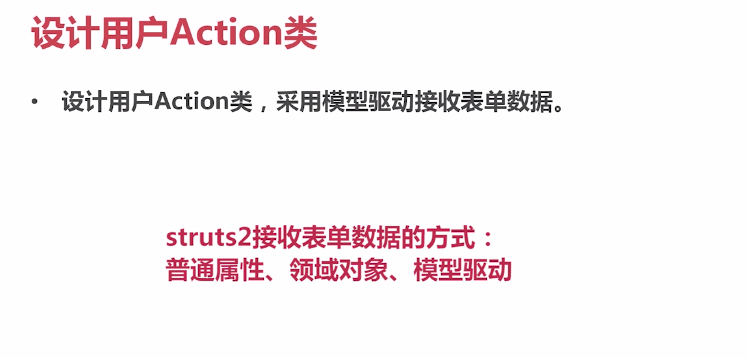 设计用户Action类
• 设计用户Action类，采用模型驱动接收表单数据。
struts2接收表单数据的方式：
普通属性、领域对象、模型驱动